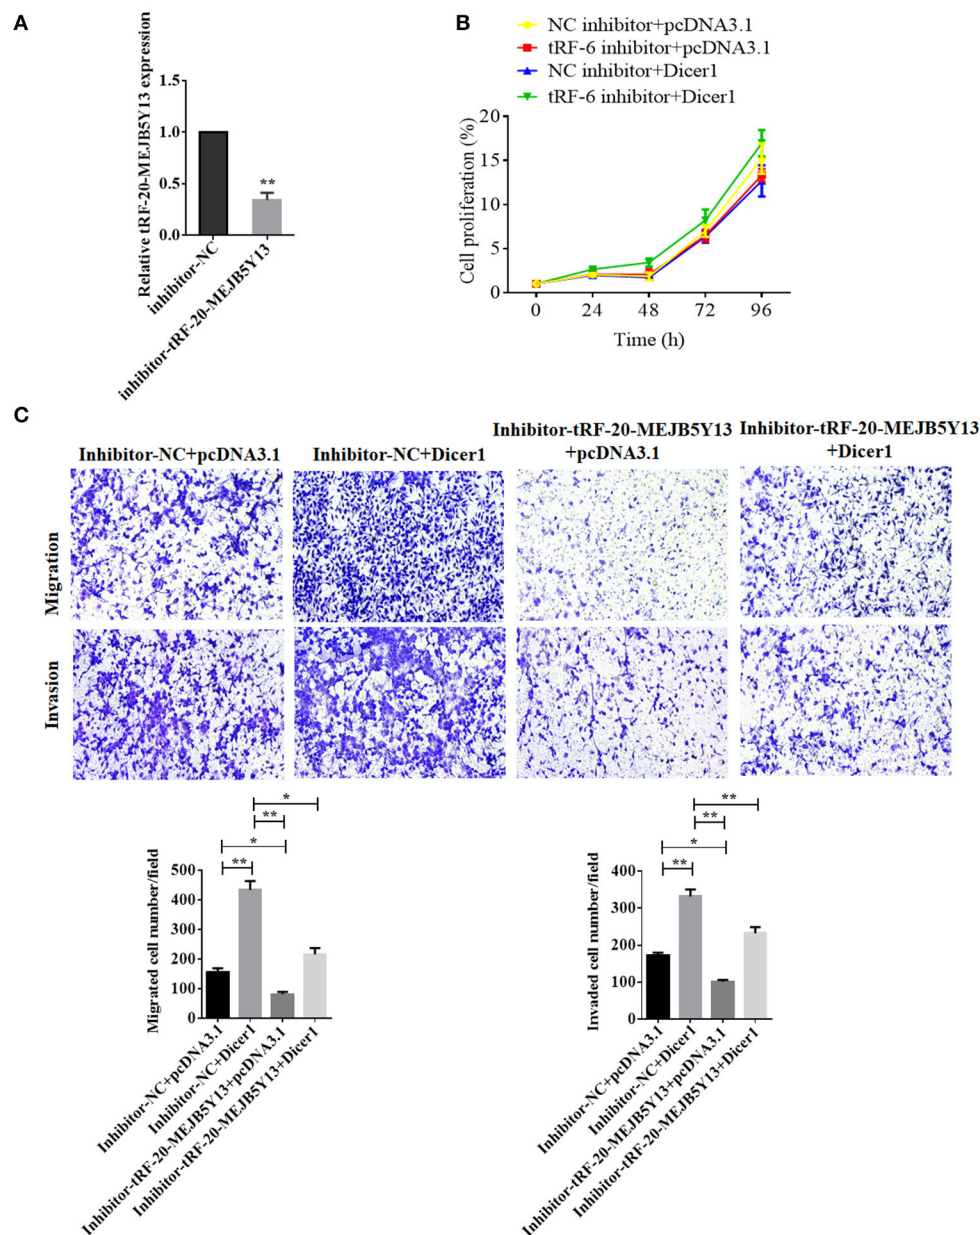 A
Relative tRF-20-MEJB5Y13 expression
1.5
1.0
0.5
0.0
**
inhibitor-NC
inhibitor-tRF-20-MEJB5Y13
B
NC inhibitor+pcDNA3.1
tRF-6 inhibitor+pcDNA3.1
NC inhibitor+Dicer1
tRF-6 inhibitor+Dicer1
Cell proliferation (%)
20
15
10
5
0
0 24 48 72 96
Time (h)
C
Inhibitor-NC+pcDNA3.1
Inhibitor-NC+Dicer1
Inhibitor-tRF-20-MEJB5Y13
+pcDNA3.1
Inhibitor-tRF-20-MEJB5Y13
+Dicer1
Migration
Invasion
*
**
*
**
Migrated cell number/field
500
400
300
200
100
0
Inhibitor-NC+pcDNA3.1
Inhibitor-NC+Dicer1
Inhibitor-tRF-20-MEJB5Y13+pcDNA3.1
Inhibitor-tRF-20-MEJB5Y13+Dicer1
**
**
*
**
Invaded cell number/field
400
300
200
100
0
Inhibitor-NC+pcDNA3.1
Inhibitor-NC+Dicer1
Inhibitor-tRF-20-MEJB5Y13+pcDNA3.1
Inhibitor-tRF-20-MEJB5Y13+Dicer1